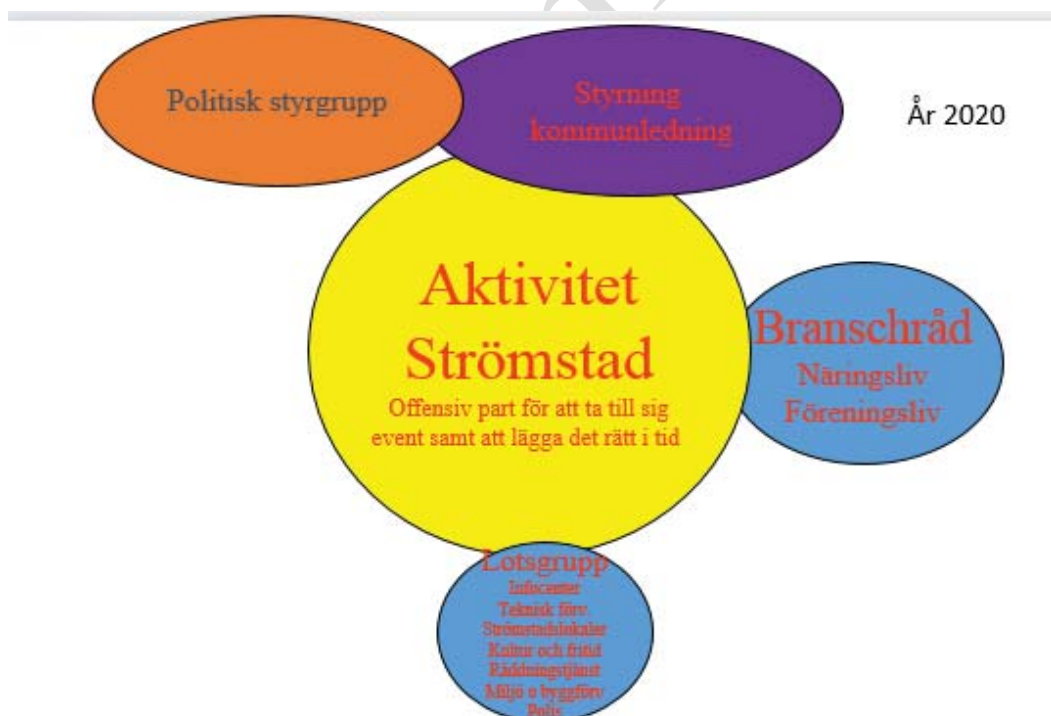 Politisk styrgrupp
Styrning
kommunledning
År 2020
Aktivitet
Strömstad
Offensiv part för att ta till sig
event samt att lägga det rätt i tid
Branschråd
Näringsliv
Föreningsliv
Lotsgrupp
Infocenter
Teknisk förv.
Strömstadslokaler
Kultur och fritid
Räddningstjänst
Miljö o byggförv
Polis